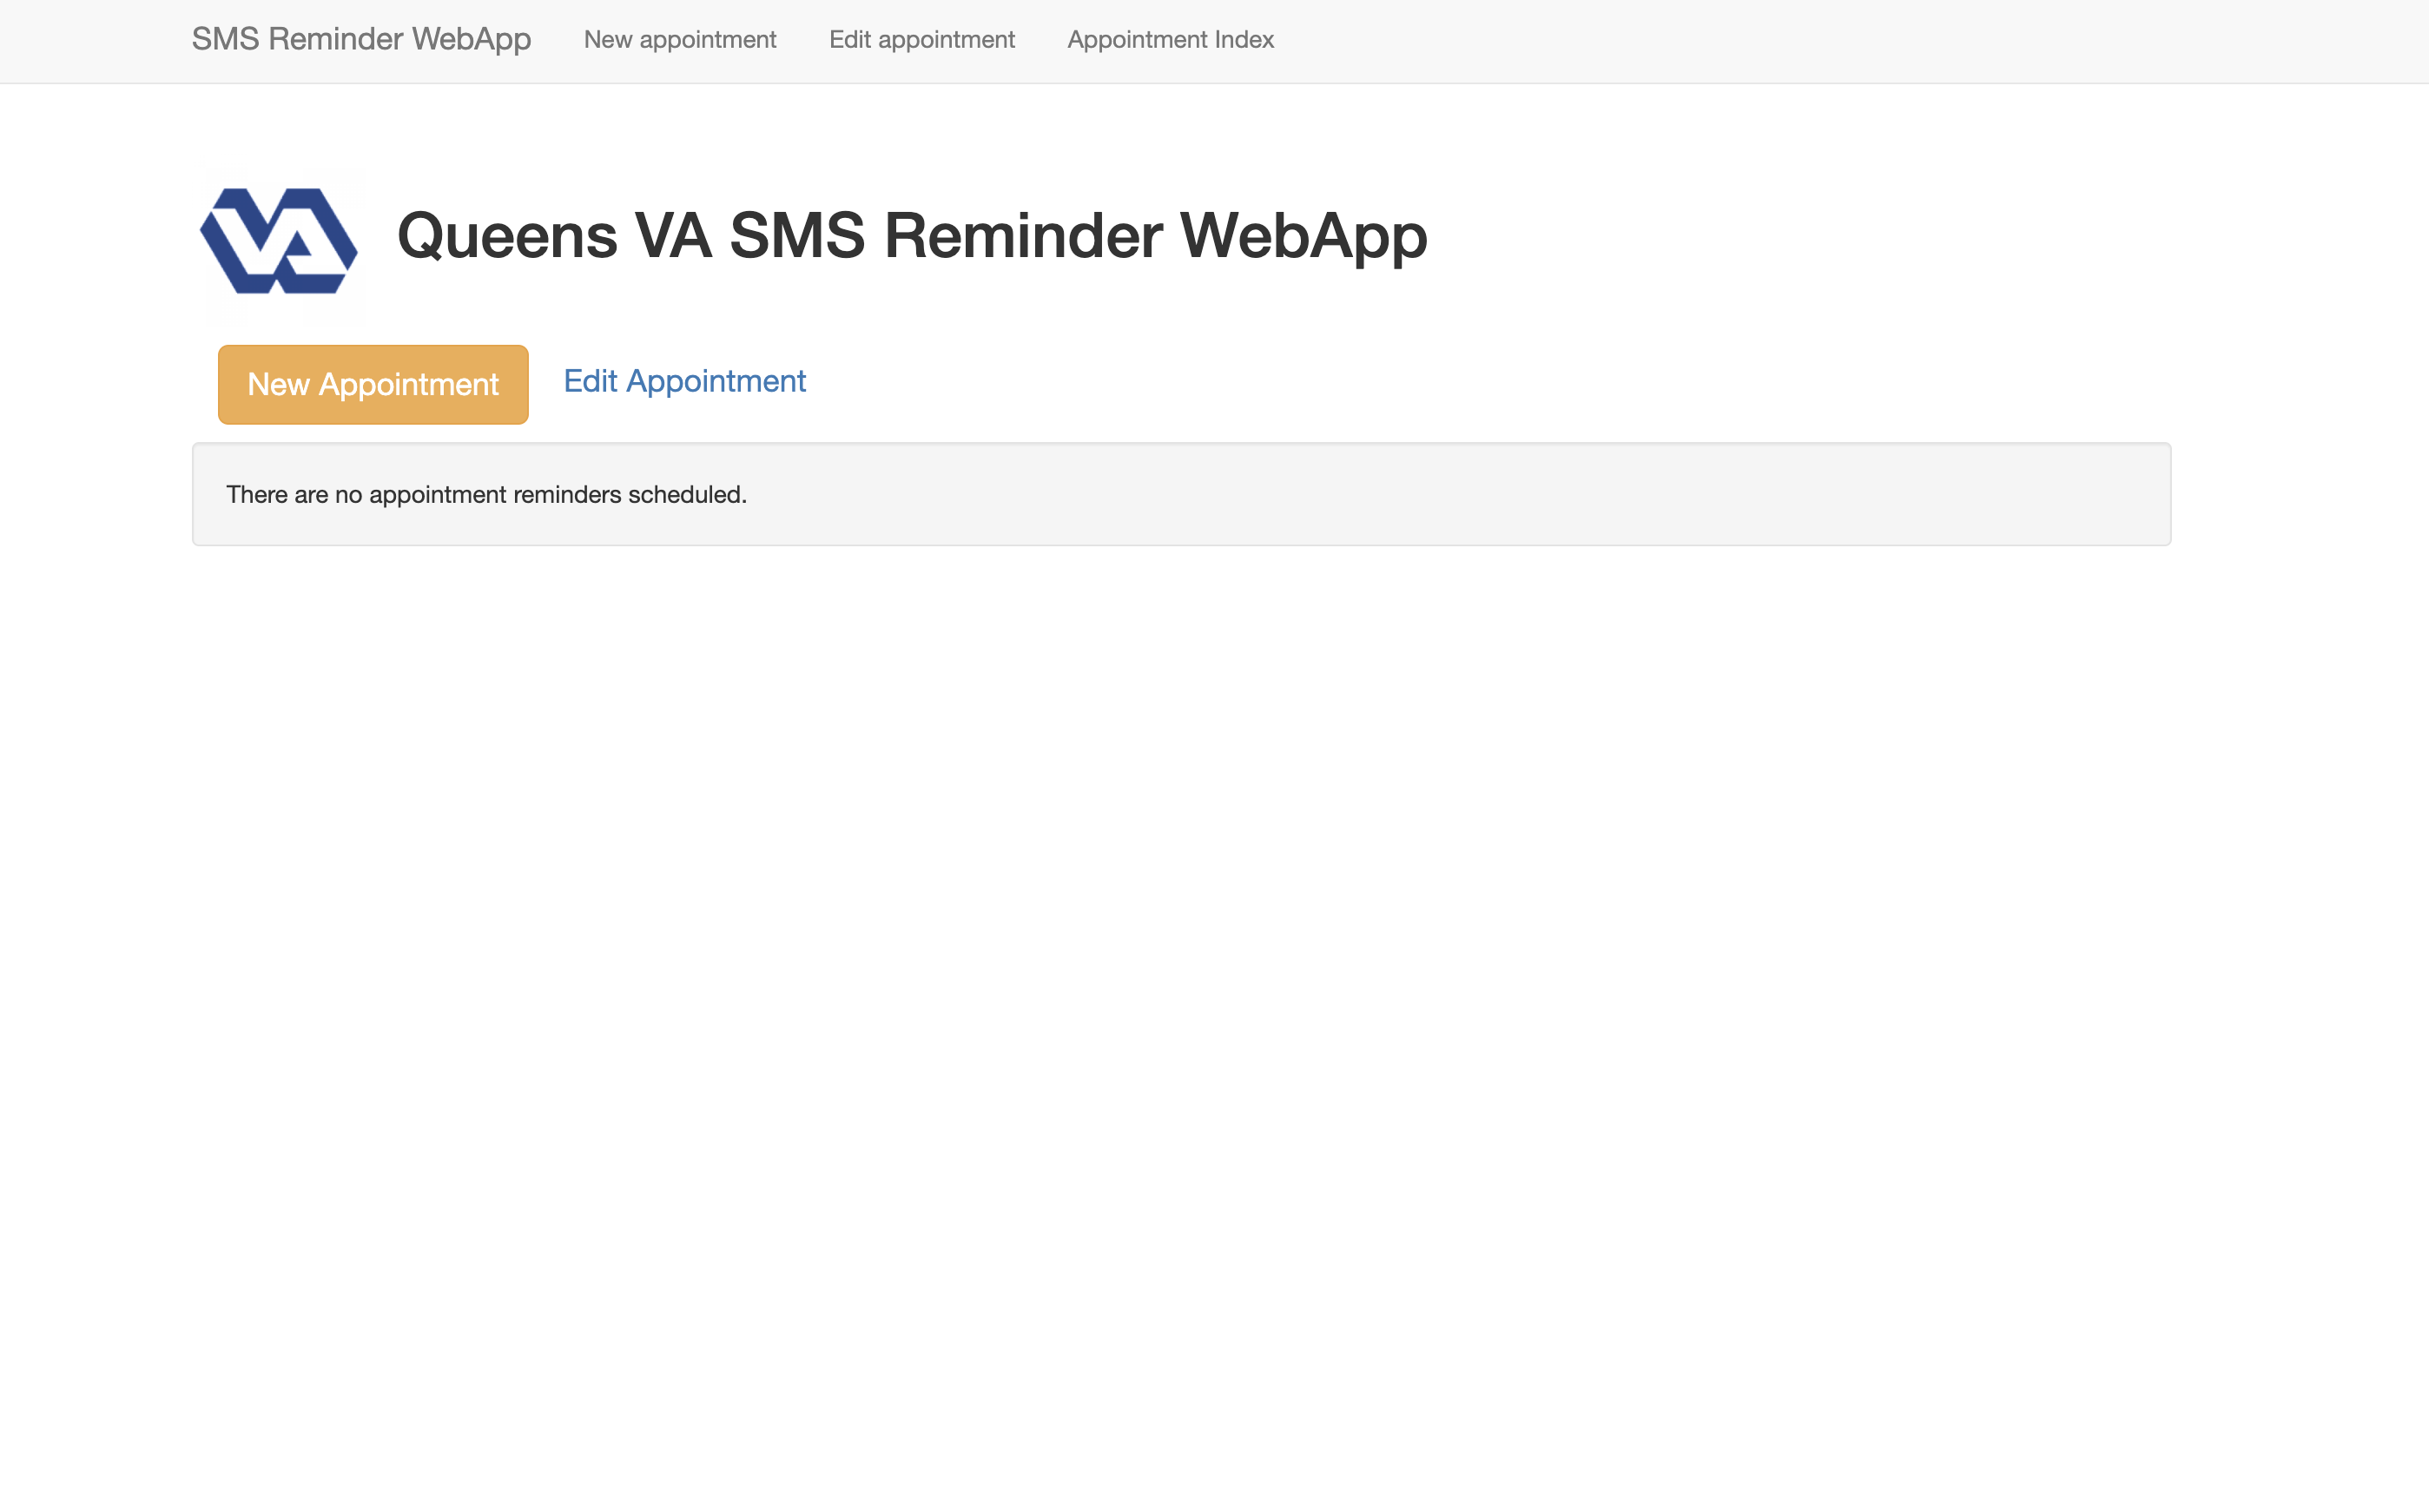 SMS Reminder WebApp New appointment Edit appointment Appointment Index
VA
Queens VA SMS Reminder WebApp
New Appointment Edit Appointment
There are no appointment reminders scheduled.